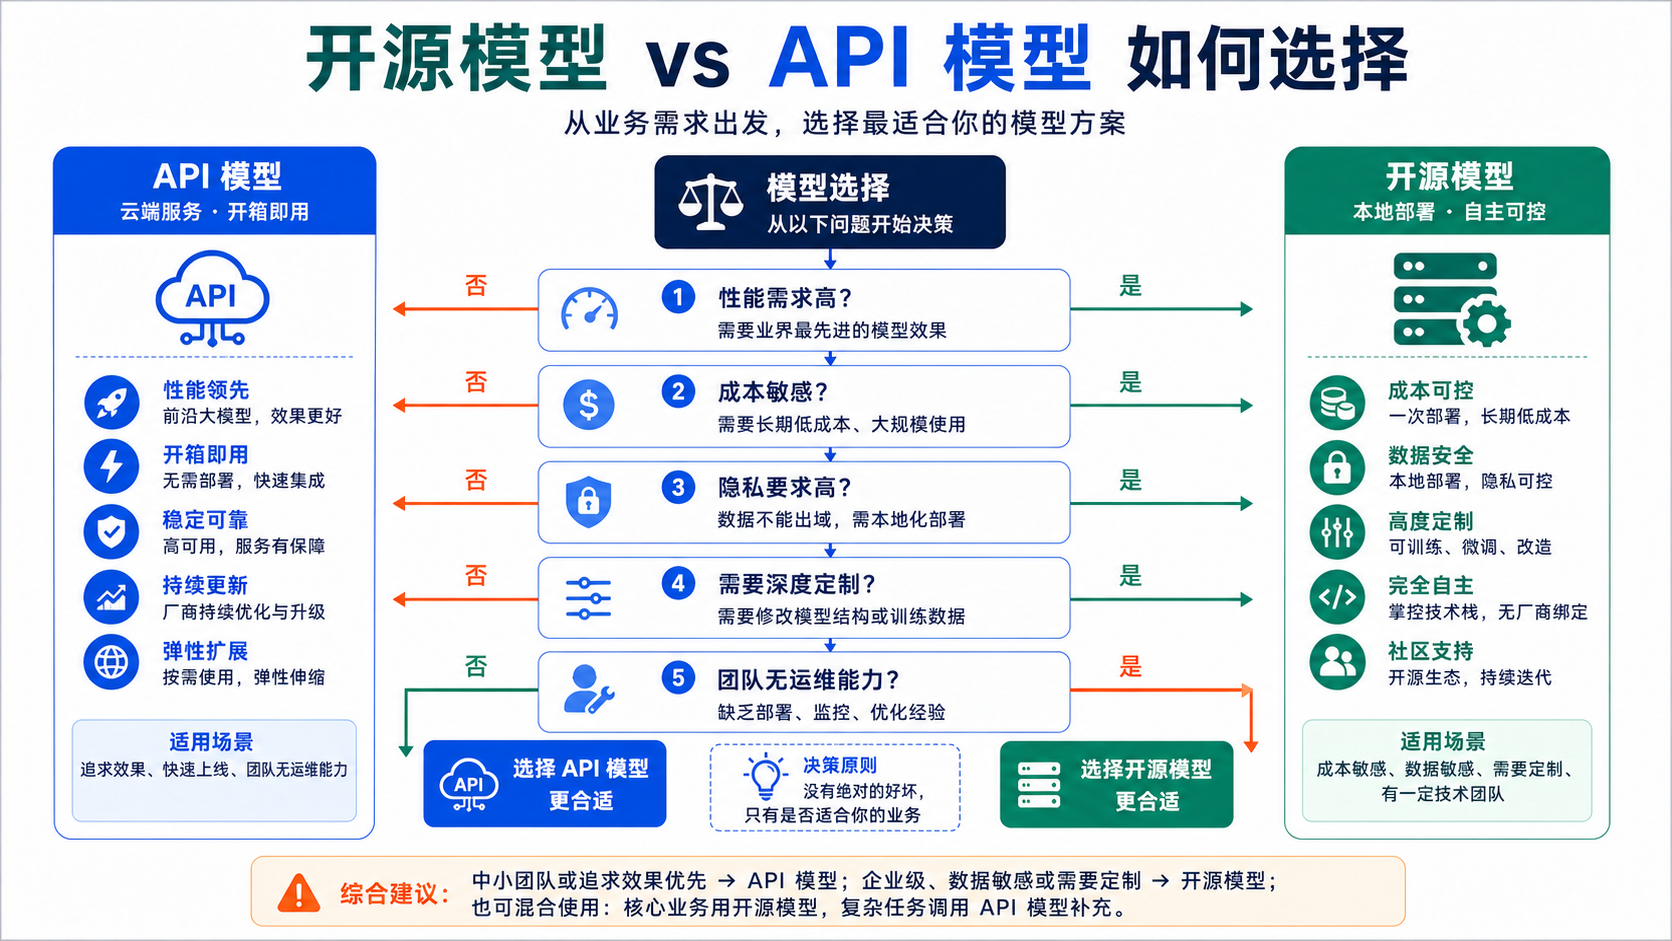 开源模型 vs API 模型 如何选择
从业务需求出发，选择最适合你的模型方案
API 模型
云端服务 · 开箱即用
API
性能领先
前沿大模型，效果更好
开箱即用
无需部署，快速集成
稳定可靠
高可用，服务有保障
持续更新
厂商持续优化与升级
弹性扩展
按需使用，弹性伸缩
适用场景
追求效果、快速上线、团队无运维能力
模型选择
从以下问题开始决策
否
1 性能需求高？
需要业界最先进的模型效果
是
否
2 成本敏感？
需要长期低成本、大规模使用
是
否
3 隐私要求高？
数据不能出域，需本地化部署
是
否
4 需要深度定制？
需要修改模型结构或训练数据
是
否
5 团队无运维能力？
缺乏部署、监控、优化经验
是
API
选择 API 模型
更合适
决策原则
没有绝对的好坏，
只有是否适合你的业务
选择开源模型
更合适
开源模型
本地部署 · 自主可控
成本可控
一次部署，长期低成本
数据安全
本地部署，隐私可控
高度定制
可训练、微调、改造
完全自主
掌控技术栈，无厂商绑定
社区支持
开源生态，持续迭代
适用场景
成本敏感、数据敏感、需要定制、
有一定技术团队
综合建议：
中小团队或追求效果优先 → API 模型；企业级、数据敏感或需要定制 → 开源模型；
也可混合使用：核心业务用开源模型，复杂任务调用 API 模型补充。